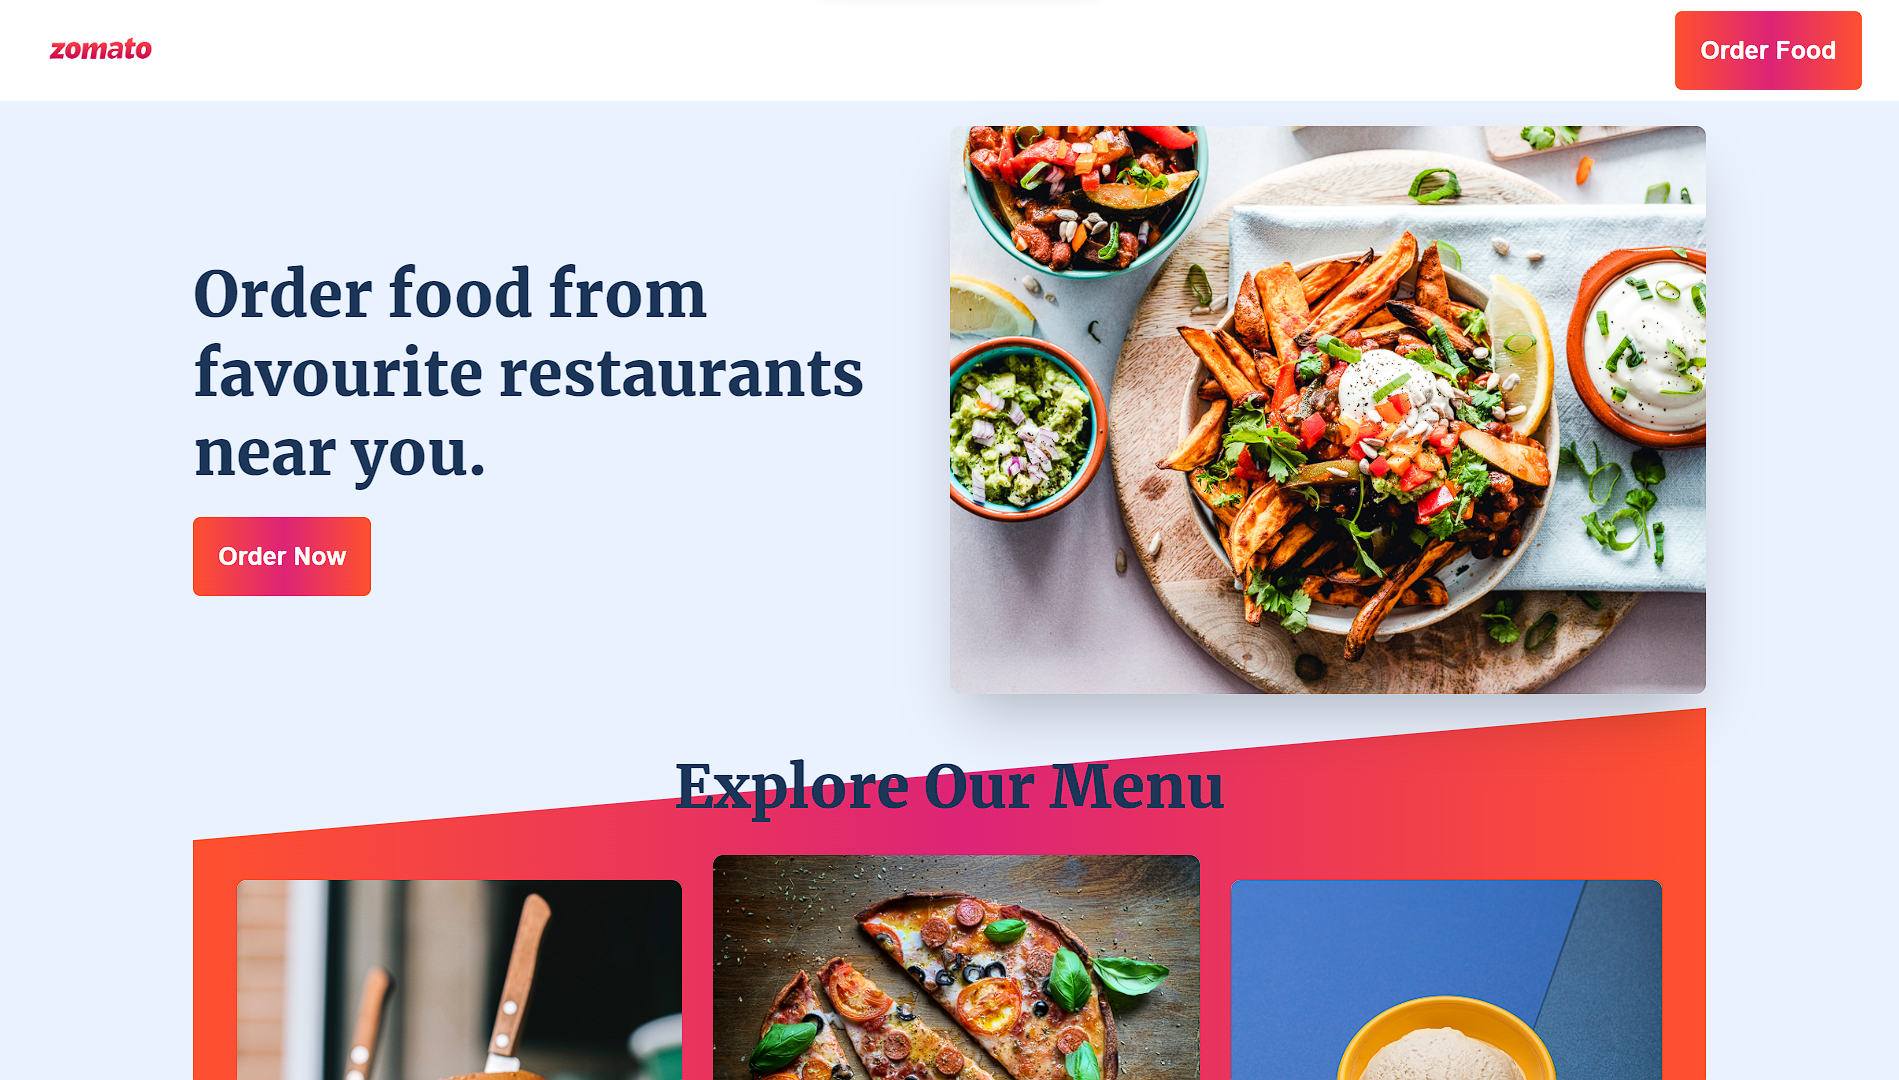 zomato
Order Food
Order food from
favourite restaurants
near you.
Order Now
Explore Our Menu